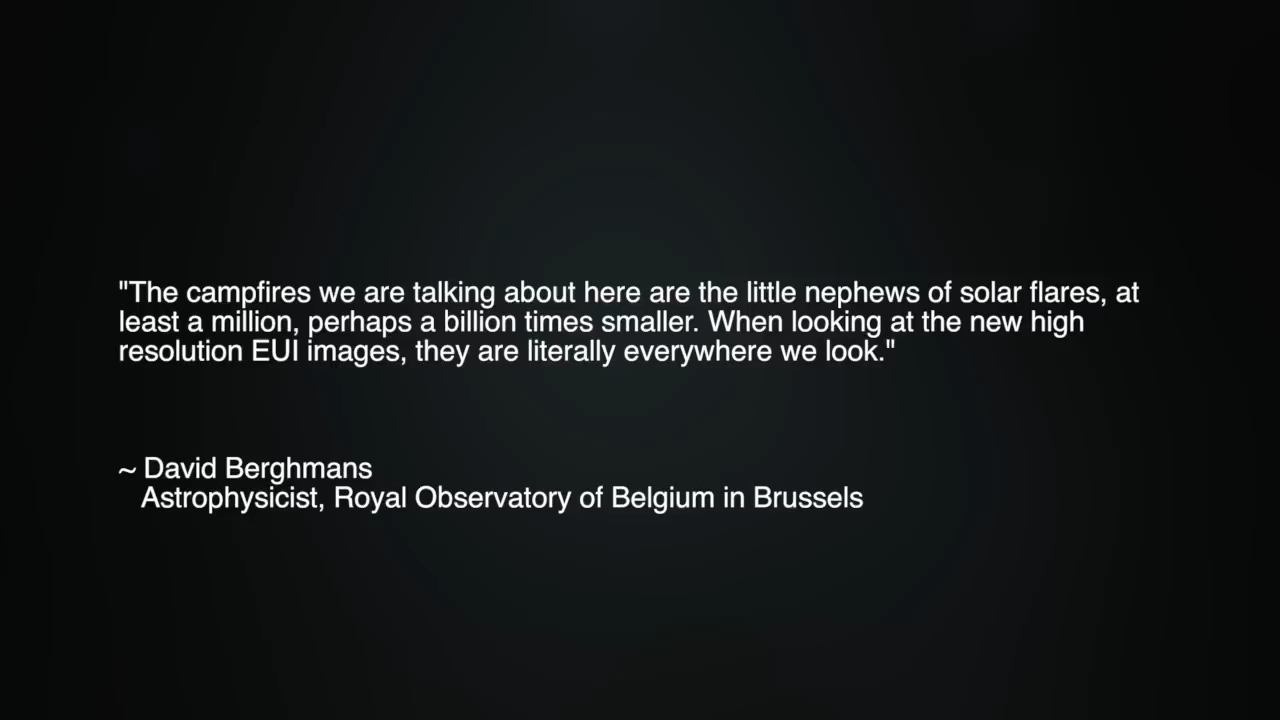 "The campfires we are talking about here are the little nephews of solar flares, at
least a million, perhaps a billion times smaller. When looking at the new high
resolution EUI images, they are literally everywhere we look."
~ David Berghmans
Astrophysicist, Royal Observatory of Belgium in Brussels